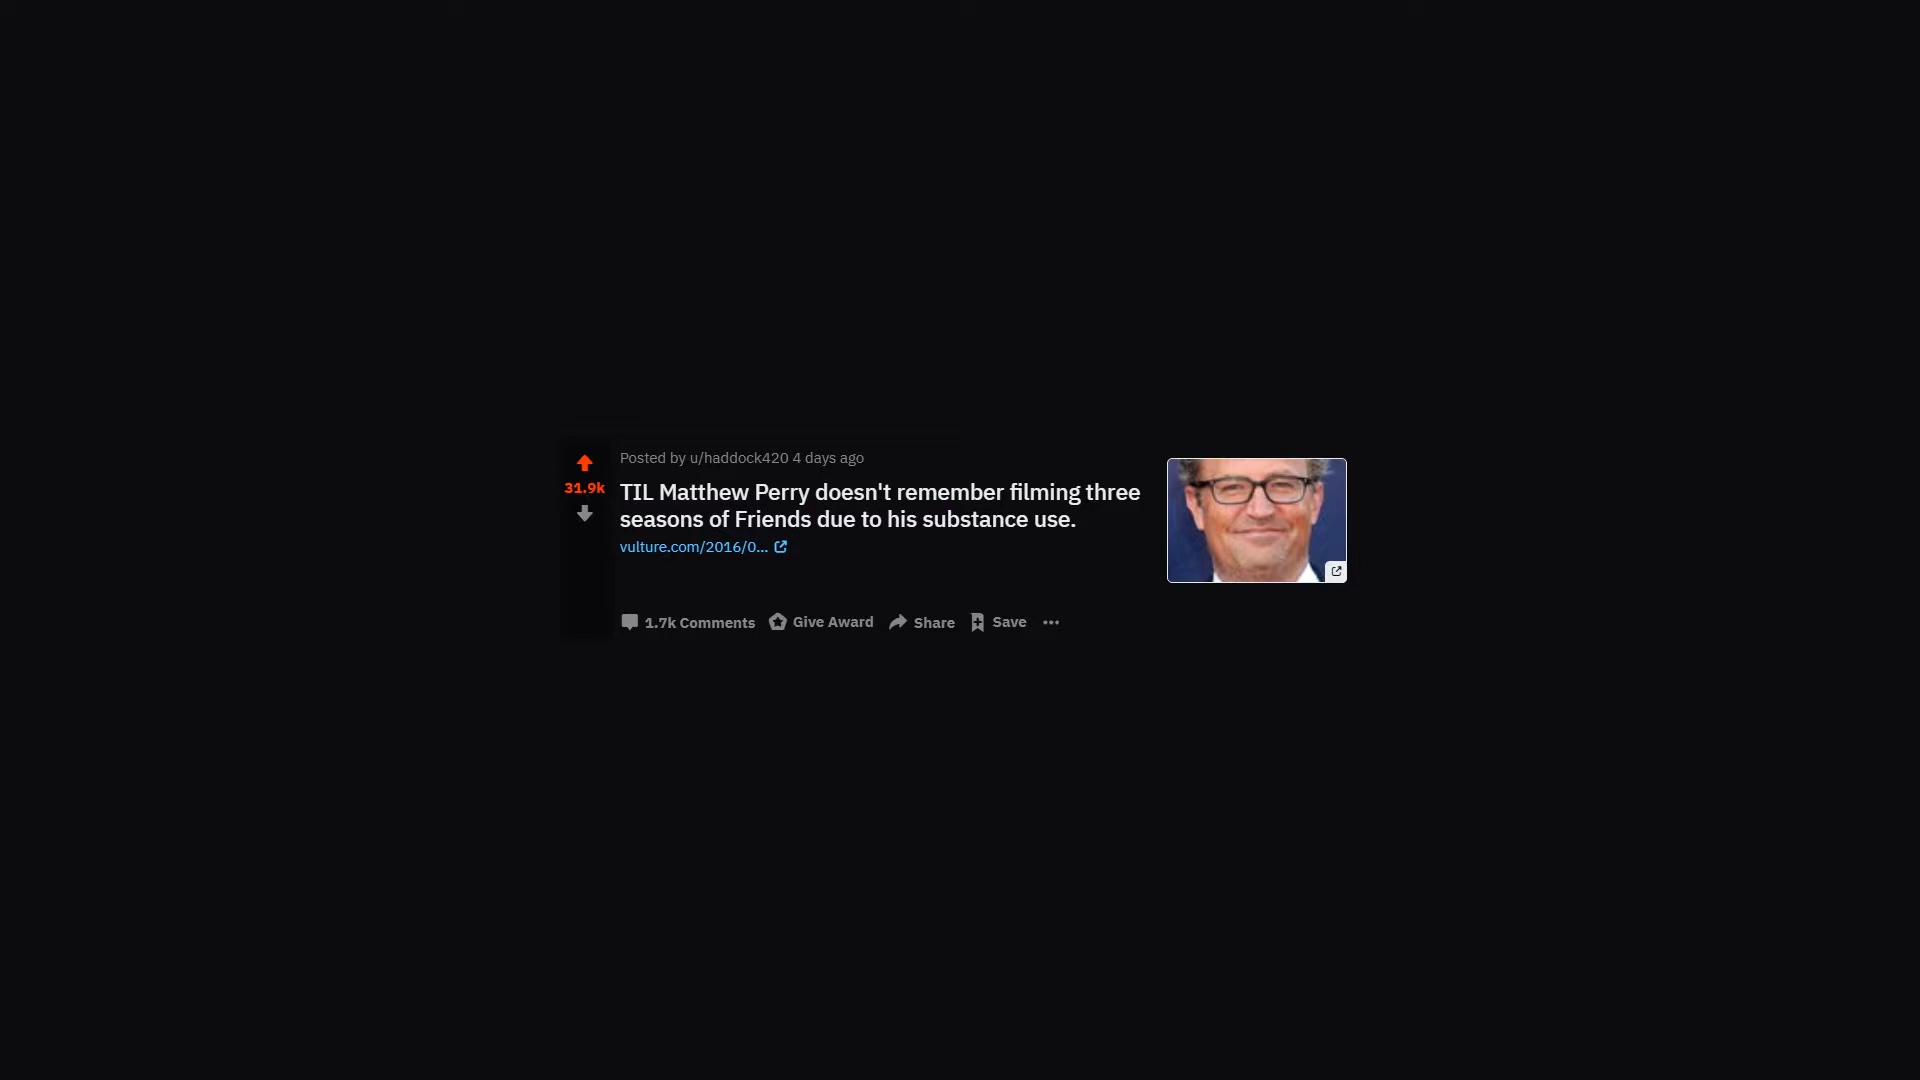 Posted by u/haddock420 4 days ago
31.9k
TIL Matthew Perry doesn't remember filming three
seasons of Friends due to his substance use.
vulture.com/2016/0...
1.7k Comments Give Award Share Save ...